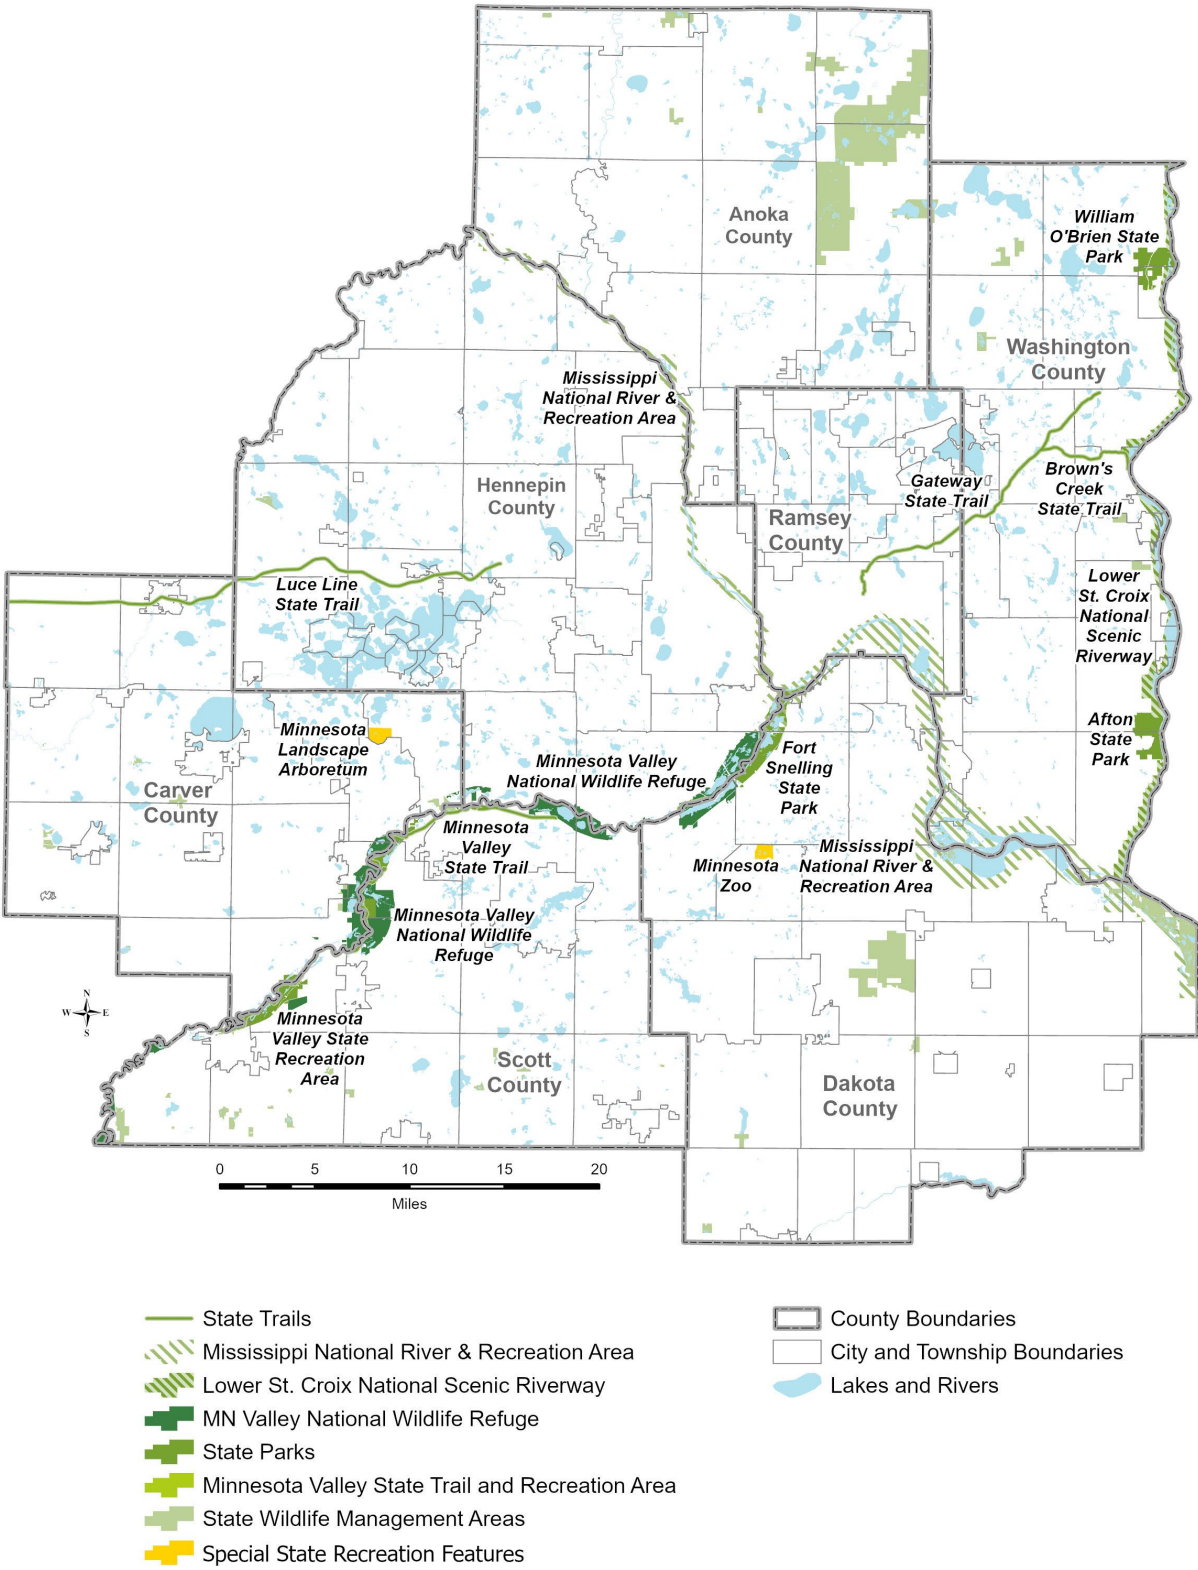 Anoka
County
William
O'Brien State
Park
Washington
County
Mississippi
National River &
Recreation Area
Hennepin
County
Gateway
State Trail
Brown's
Creek
State Trail
Ramsey
County
Luce Line
State Trail
Lower
St. Croix
National
Scenic
Riverway
Minnesota
Landscape
Arboretum
Afton
State
Park
Minnesota Valley
National Wildlife Refuge
Fort
Snelling
State
Park
Carver
County
Minnesota
Valley
State Trail
Minnesota
Zoo
Mississippi
National River &
Recreation Area
Minnesota Valley
National Wildlife
Refuge
N
W E
S
Minnesota
Valley State
Recreation
Area
Scott
County
Dakota
County
0 5 10 15 20
Miles
State Trails
Mississippi National River & Recreation Area
Lower St. Croix National Scenic Riverway
MN Valley National Wildlife Refuge
State Parks
Minnesota Valley State Trail and Recreation Area
State Wildlife Management Areas
Special State Recreation Features
County Boundaries
City and Township Boundaries
Lakes and Rivers